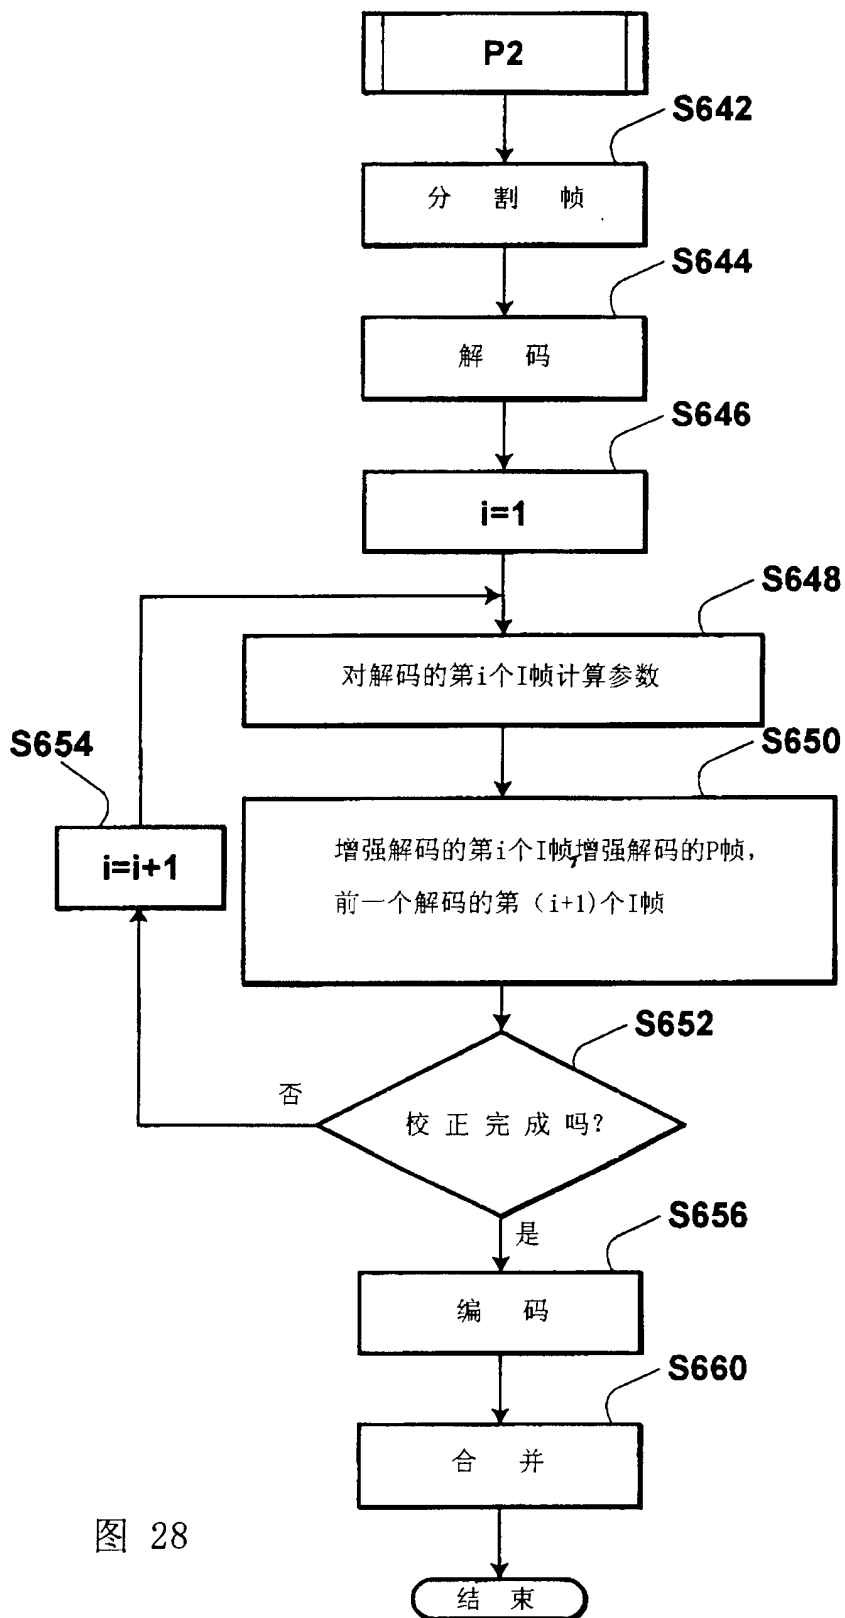 P2
S642
分 割 帧
S644
解 码
S646
i=1
S648
对解码的第i个I帧计算参数
S654
S650
i=i+1
增强解码的第i个I帧,增强解码的P帧,
前一个解码的第（i+1)个I帧
S652
否
校 正 完 成 吗?
S656
是
编 码
S660
合 并
图 28
结 束